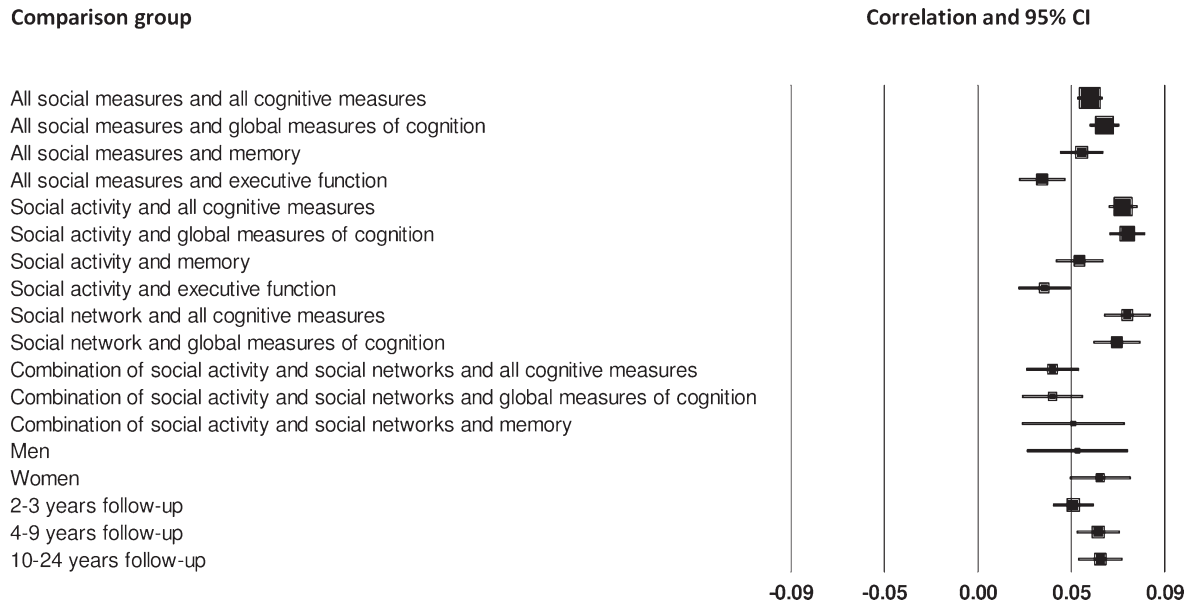 Comparison group Correlation and 95% CI
All social measures and all cognitive measures
All social measures and global measures of cognition
All social measures and memory
All social measures and executive function
Social activity and all cognitive measures
Social activity and global measures of cognition
Social activity and memory
Social activity and executive function
Social network and all cognitive measures
Social network and global measures of cognition
Combination of social activity and social networks and all cognitive measures
Combination of social activity and social networks and global measures of cognition
Combination of social activity and social networks and memory
Men
Women
2-3 years follow-up
4-9 years follow-up
10-24 years follow-up
-0.09 -0.05 0.00 0.05 0.09